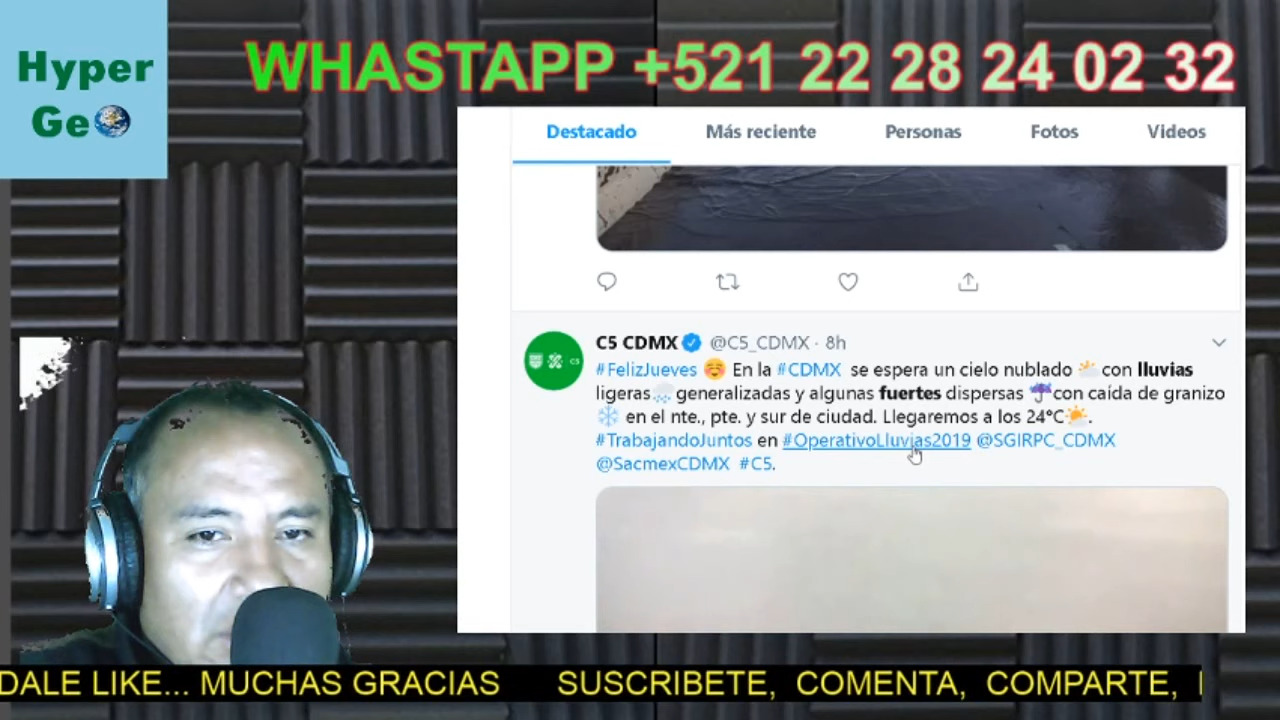 Hyper
Geo
WHASTAPP +521 22 28 24 02 32
Destacado Más reciente Personas Fotos Videos
C5 CDMX @C5_CDMX · 8h
#FelizJueves ☺️ En la #CDMX se espera un cielo nublado ⛅ con lluvias
ligeras 🌧️ generalizadas y algunas fuertes dispersas ☔con caída de granizo
❄️ en el nte., pte. y sur de ciudad. Llegaremos a los 24°C🌤️.
#TrabajandoJuntos en #OperativoLluvias2019 @SGIRPC_CDMX
@SacmexCDMX #C5.
DALE LIKE... MUCHAS GRACIAS SUSCRIBETE, COMENTA, COMPARTE,